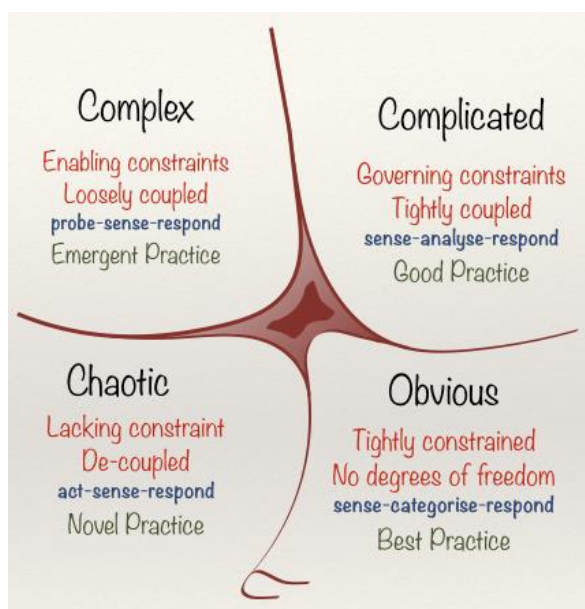 Complex
Enabling constraints
Loosely coupled
probe-sense-respond
Emergent Practice
Complicated
Governing constraints
Tightly coupled
sense-analyse-respond
Good Practice
Chaotic
Lacking constraint
De-coupled
act-sense-respond
Novel Practice
Obvious
Tightly constrained
No degrees of freedom
sense-categorise-respond
Best Practice